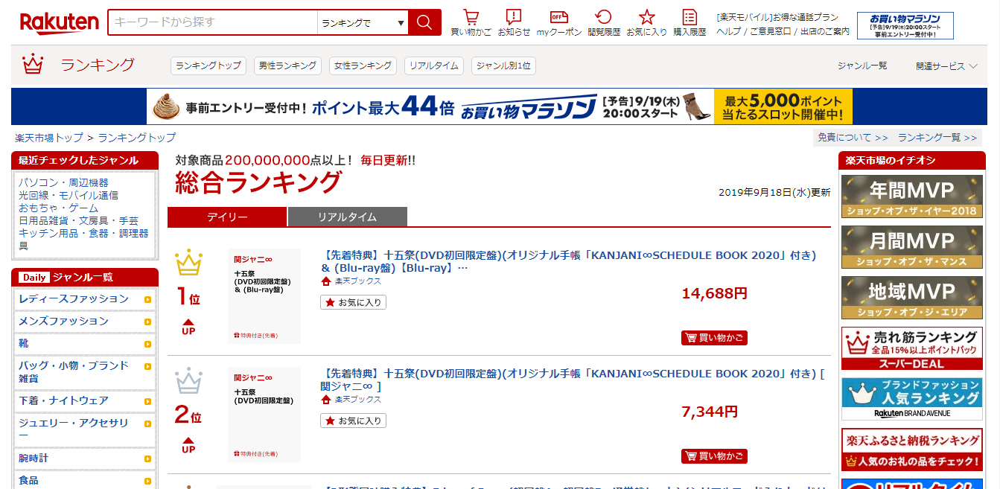 Rakuten
キーワードから探す
ランキングで
買い物かご
お知らせ
OFF
myクーポン
閲覧履歴
お気に入り
購入履歴
[楽天モバイル]お得な通話プラン
ヘルプ / ご意見窓口 / 出店のご案内
お買い物マラソン
[予告]9/19(木)20:00スタート
事前エントリー受付中!
ランキング
ランキングトップ
男性ランキング
女性ランキング
リアルタイム
ジャンル別1位
ジャンル一覧
関連サービス
事前エントリー受付中! ポイント最大44倍 お買い物マラソン
[予告]9/19(木)
20:00スタート
最大5,000ポイント
当たるスロット開催中!
楽天市場トップ > ランキングトップ
免責について >>
ランキング一覧 >>
最近チェックしたジャンル
パソコン・周辺機器
光回線・モバイル通信
おもちゃ・ゲーム
日用品雑貨・文房具・手芸
キッチン用品・食器・調理器
具
Daily ジャンル一覧
レディースファッション
メンズファッション
靴
バッグ・小物・ブランド
雑貨
下着・ナイトウェア
ジュエリー・アクセサリ
ー
腕時計
食品
対象商品200,000,000点以上! 毎日更新!!
総合ランキング
2019年9月18日(水)更新
デイリー
リアルタイム
1位
UP
関ジャニ∞
十五祭
(DVD初回限定盤)
& (Blu-ray盤)
特典付き(先着)
【先着特典】十五祭(DVD初回限定盤)(オリジナル手帳「KANJANI∞SCHEDULE BOOK 2020」付き)
& (Blu-ray盤)【Blu-ray】…
楽天ブックス
★ お気に入り
14,688円
買い物かご
2位
UP
関ジャニ∞
十五祭
(DVD初回限定盤)
特典付き(先着)
【先着特典】十五祭(DVD初回限定盤)(オリジナル手帳「KANJANI∞SCHEDULE BOOK 2020」付き) [
関ジャニ∞ ]
楽天ブックス
★ お気に入り
7,344円
買い物かご
楽天市場のイチオシ
年間MVP
ショップ・オブ・ザ・イヤー2018
月間MVP
ショップ・オブ・ザ・マンス
地域MVP
ショップ・オブ・ジ・エリア
売れ筋ランキング
全品15%以上ポイントバック
スーパーDEAL
ブランドファッション
人気ランキング
Rakuten BRAND AVENUE
楽天ふるさと納税ランキング
人気のお礼の品をチェック!
リアルタイム